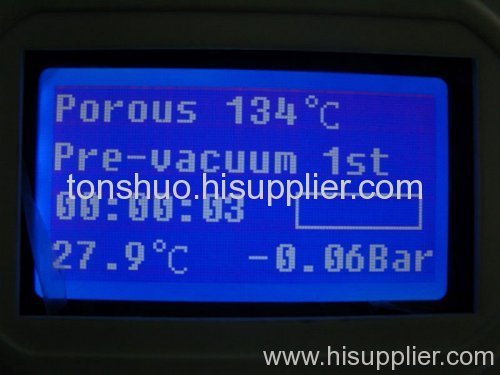 Porous 134℃
Pre-vacuum 1st
tonshuo.hisupplier.com
00:00:03
27.9℃ -0.06Bar
www.hisupplier.com